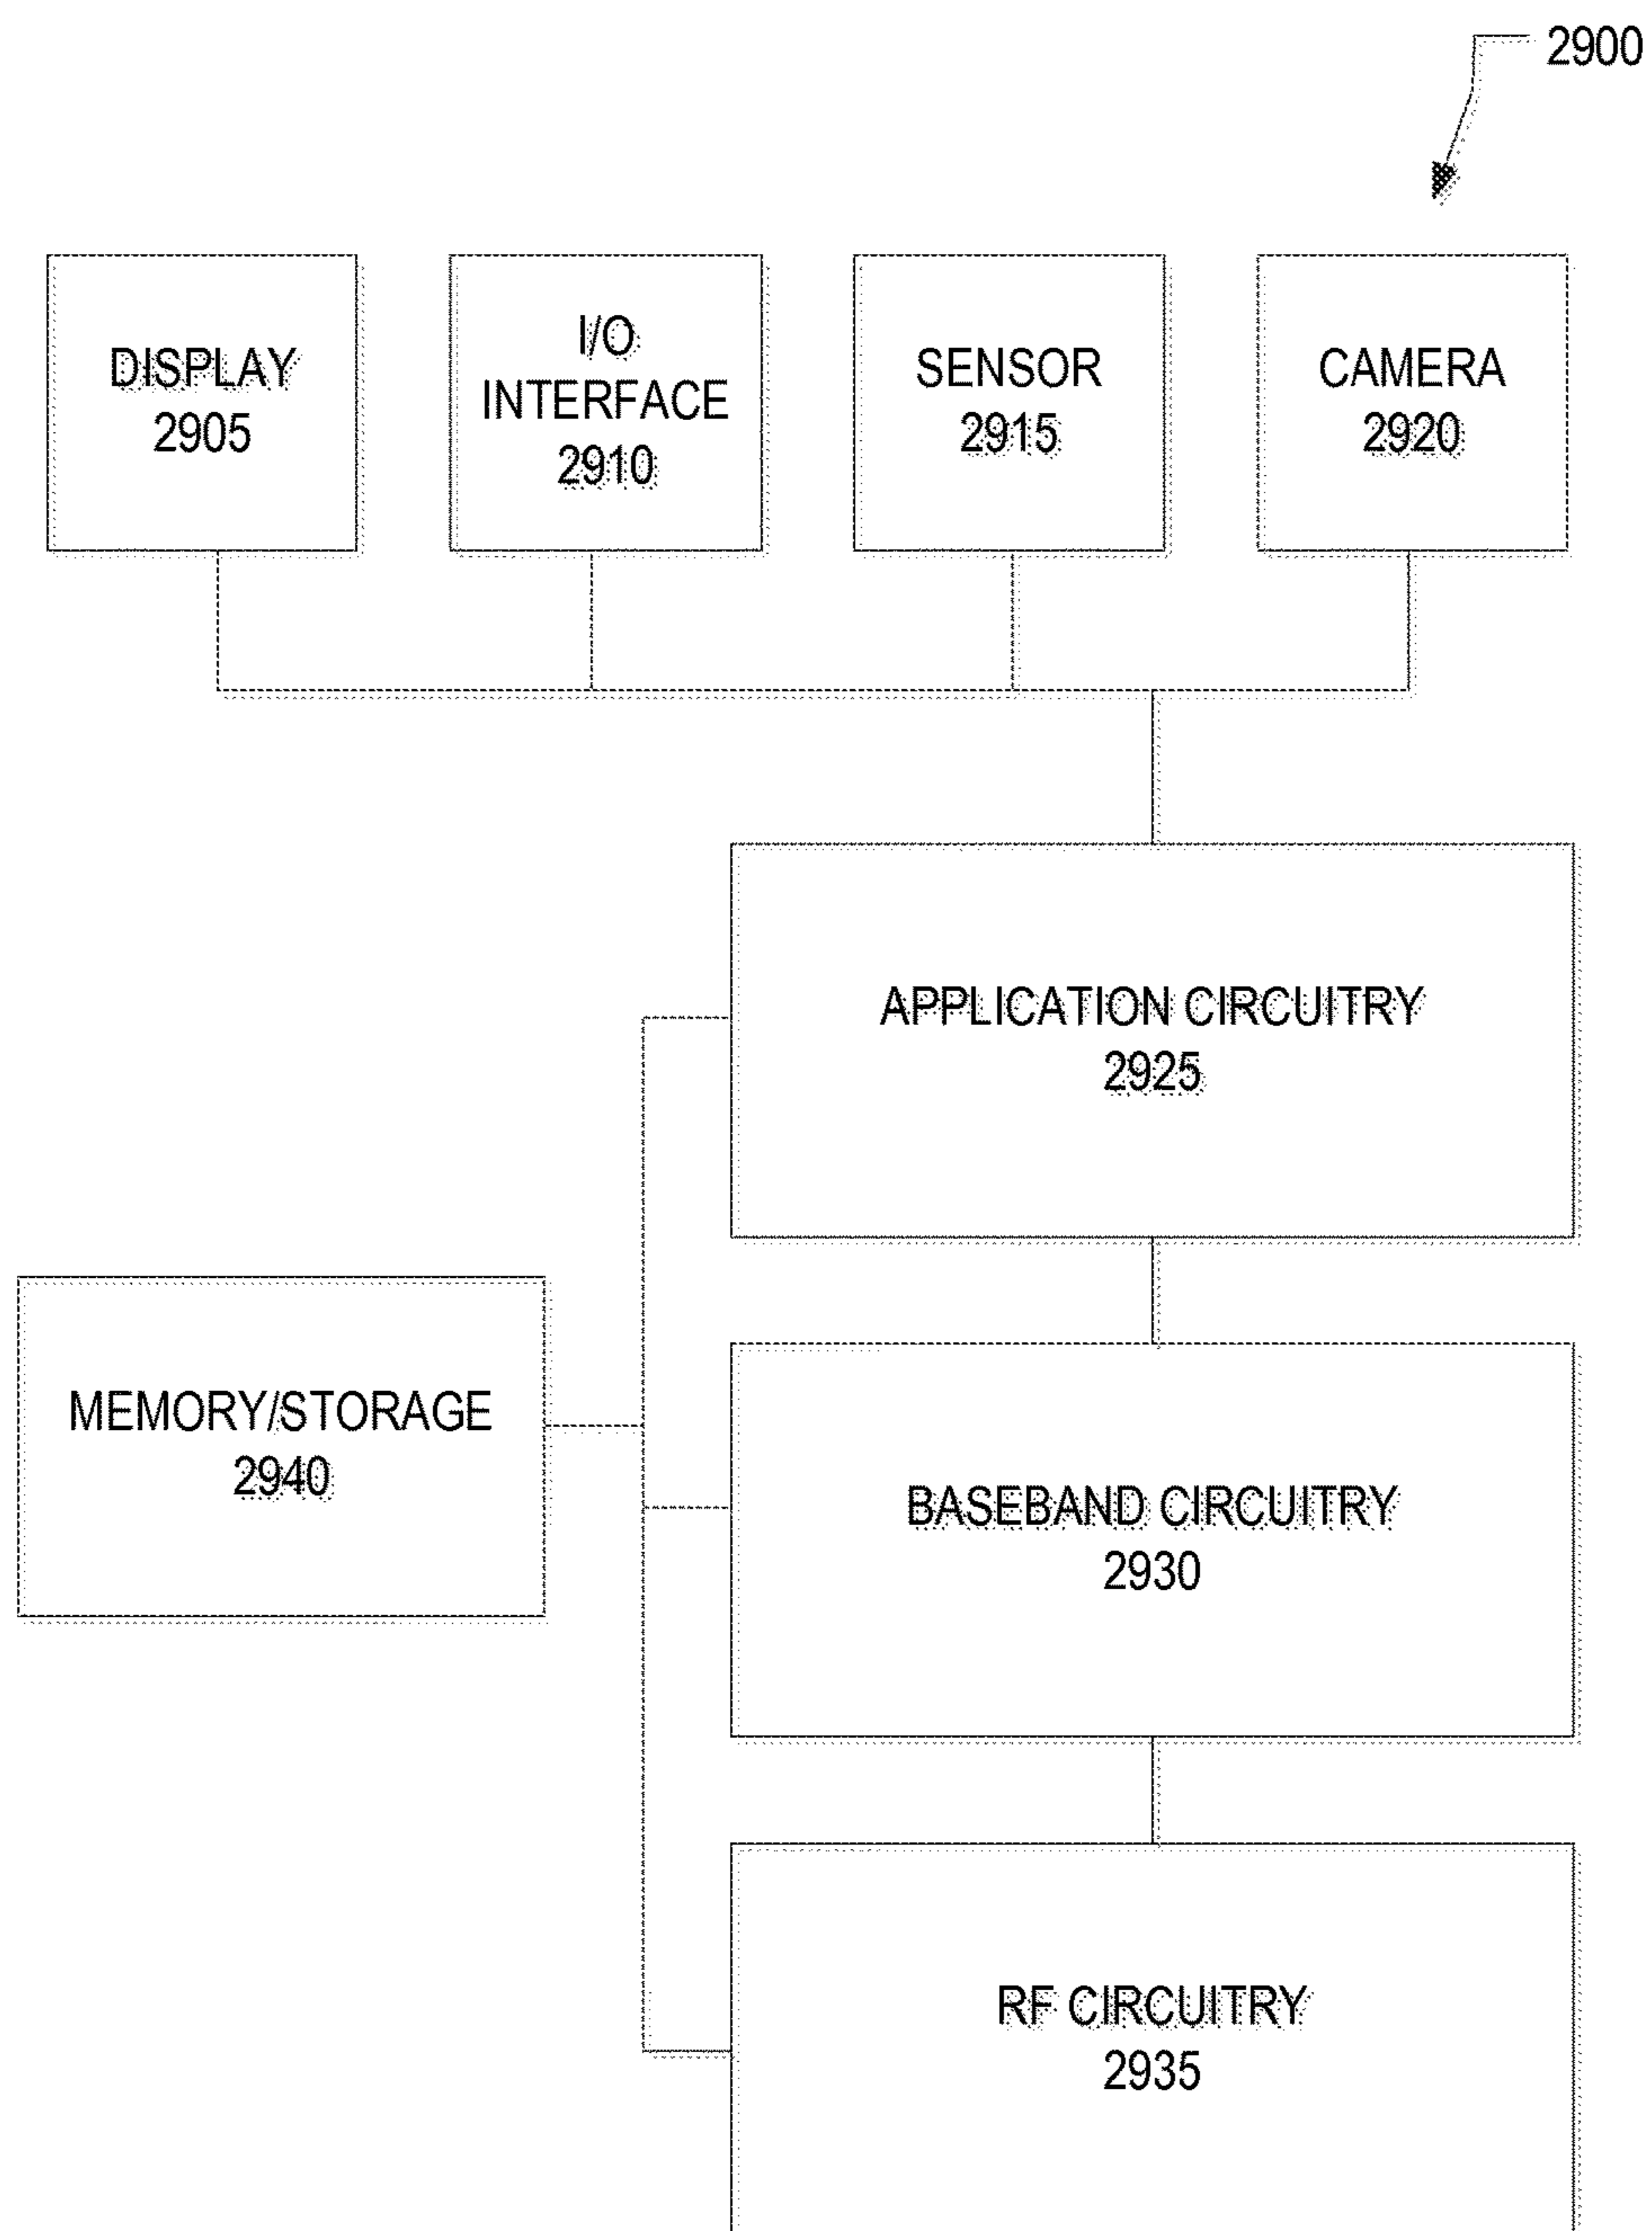 2900
DISPLAY
2905
I/O
INTERFACE
2910
SENSOR
2915
CAMERA
2920
APPLICATION CIRCUITRY
2925
MEMORY/STORAGE
2940
BASEBAND CIRCUITRY
2930
RF CIRCUITRY
2935